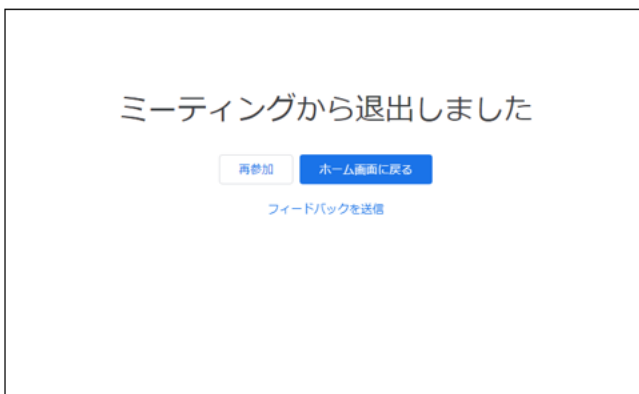 ミーティングから退出しました
再参加 ホーム画面に戻る
フィードバックを送信